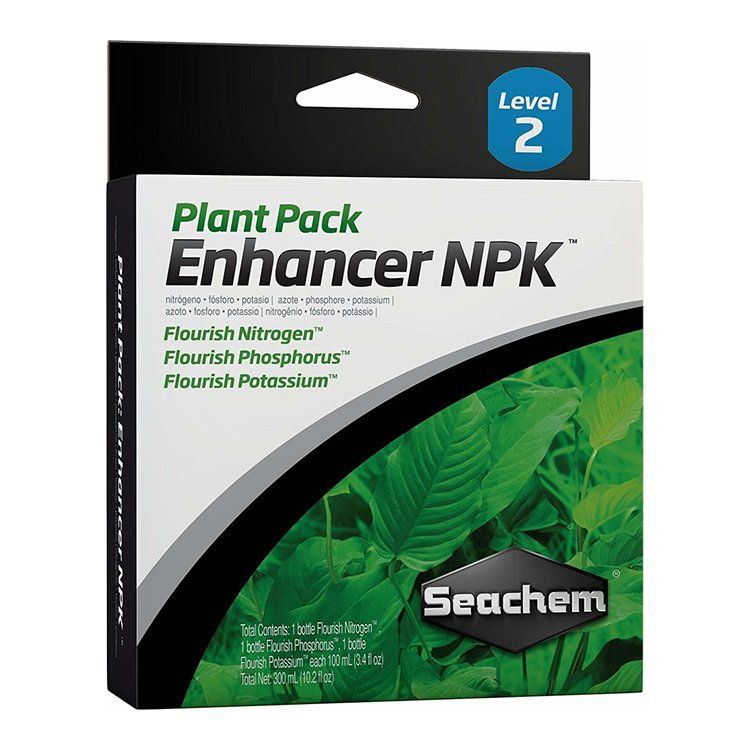 Level
2
Plant Pack
Enhancer NPK™
nitrógeno • fósforo • potasio | azote • phosphore • potassium |
azoto • fosforo • potassio | nitrogênio • fósforo • potássio |
Flourish Nitrogen™
Flourish Phosphorus™
Flourish Potassium™
Plant Pack: Enhancer NPK™
Seachem®
Total Contents: 1 bottle Flourish Nitrogen™,
1 bottle Flourish Phosphorus™, 1 bottle
Flourish Potassium™ each 100 mL (3.4 fl oz)
Total Net: 300 mL (10.2 fl oz)